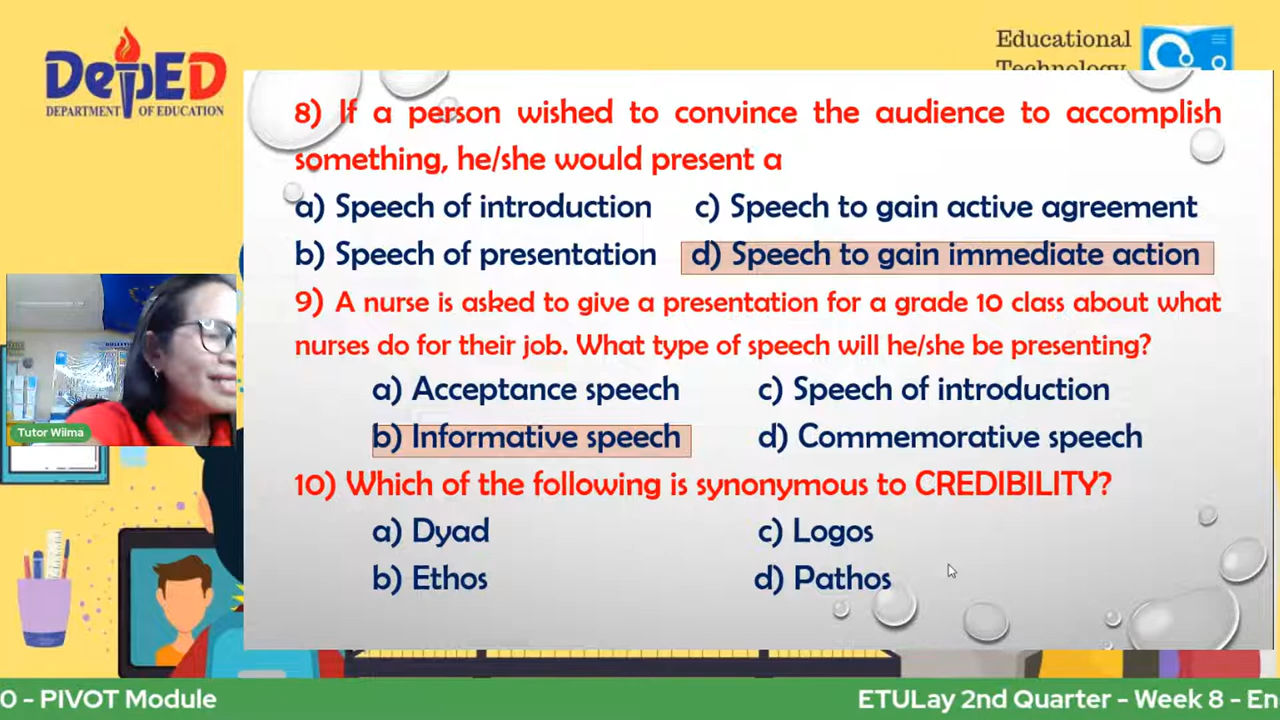 DepED
DEPARTMENT OF EDUCATION
Educational
Technology
8) If a person wished to convince the audience to accomplish
something, he/she would present a
a) Speech of introduction c) Speech to gain active agreement
b) Speech of presentation d) Speech to gain immediate action
9) A nurse is asked to give a presentation for a grade 10 class about what
nurses do for their job. What type of speech will he/she be presenting?
a) Acceptance speech c) Speech of introduction
b) Informative speech d) Commemorative speech
10) Which of the following is synonymous to CREDIBILITY?
a) Dyad c) Logos
b) Ethos d) Pathos
Tutor Wilma
0 - PIVOT Module ETULay 2nd Quarter - Week 8 - En